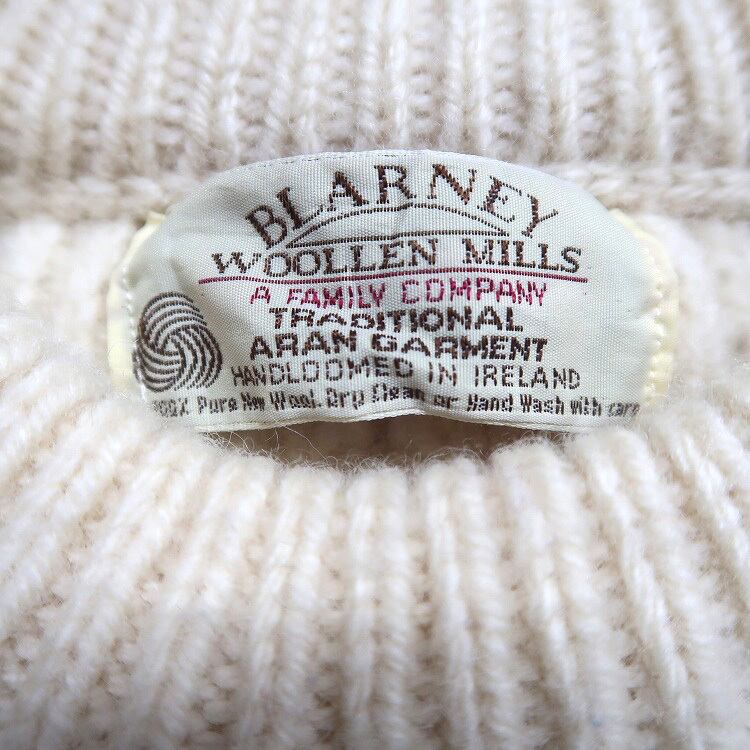 BLARNEY
WOOLLEN MILLS
A FAMILY COMPANY
TRADITIONAL
ARAN GARMENT
HANDLOOMED IN IRELAND
100% Pure New Wool. Dry Clean or Hand Wash with care